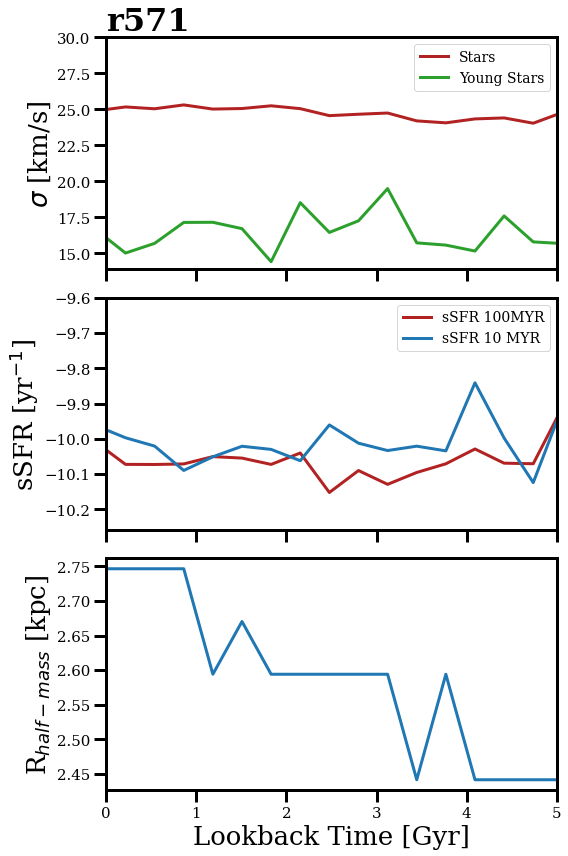 r571
σ [km/s]
30.0
27.5
25.0
22.5
20.0
17.5
15.0
Stars
Young Stars
sSFR [yr⁻¹]
−9.6
−9.7
−9.8
−9.9
−10.0
−10.1
−10.2
sSFR 100MYR
sSFR 10 MYR
R_half−mass [kpc]
2.75
2.70
2.65
2.60
2.55
2.50
2.45
0 1 2 3 4 5
Lookback Time [Gyr]